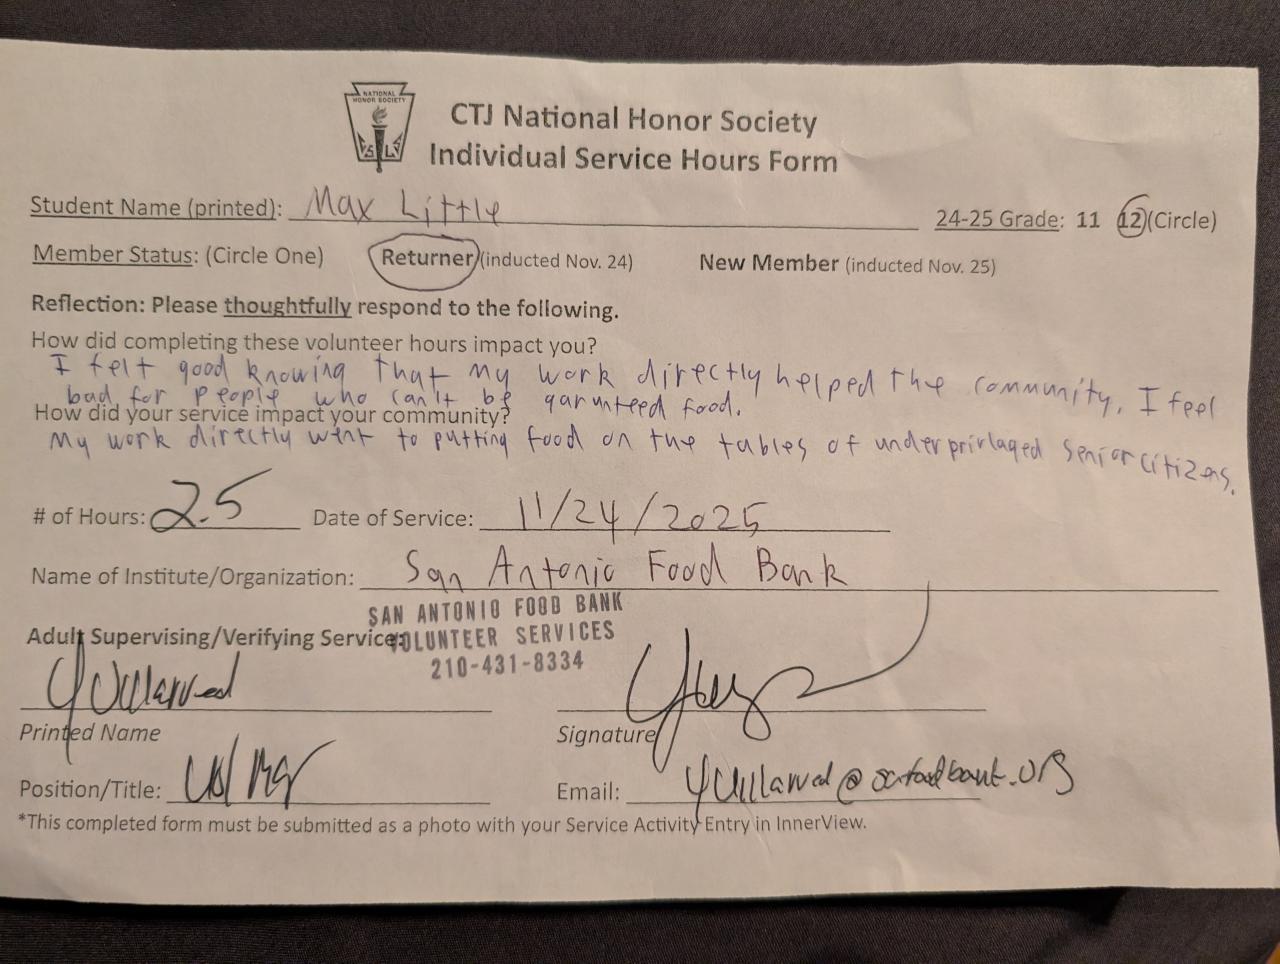 NATIONAL
HONOR SOCIETY
S L
CTJ National Honor Society
Individual Service Hours Form
Student Name (printed): Max Little 24-25 Grade: 11 12 (Circle)
Member Status: (Circle One) Returner (inducted Nov. 24) New Member (inducted Nov. 25)
Reflection: Please thoughtfully respond to the following.
How did completing these volunteer hours impact you?
I felt good knowing that my work directly helped the community. I feel
bad for people who can't be garunteed food.
How did your service impact your community?
My work directly went to putting food on the tables of underprivlaged senior citizens.
# of Hours: 2.5 Date of Service: 11/24/2025
Name of Institute/Organization: San Antonio Food Bank
SAN ANTONIO FOOD BANK
Adult Supervising/Verifying Service:
VOLUNTEER SERVICES
210-431-8334
Printed Name Signature
Position/Title: Email:
*This completed form must be submitted as a photo with your Service Activity Entry in InnerView.